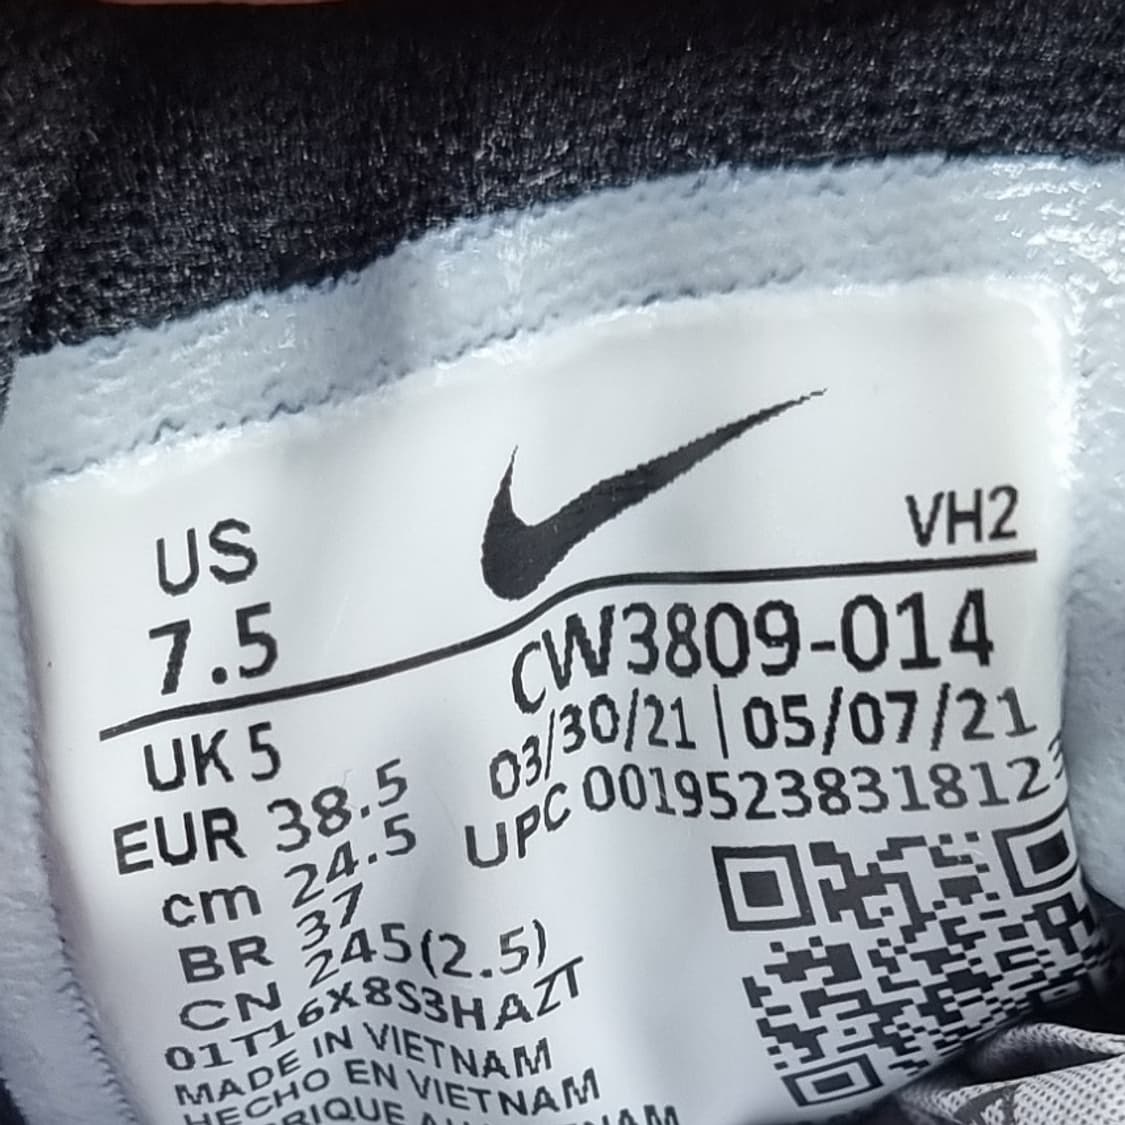 US
7.5
VH2
CW3809-014
UK 5
03/30/21 | 05/07/21
EUR 38.5
UPC 00195238318123
cm 24.5
BR 37
CN 245(2.5)
01T16X8S3HAZT
MADE IN VIETNAM
HECHO EN VIETNAM